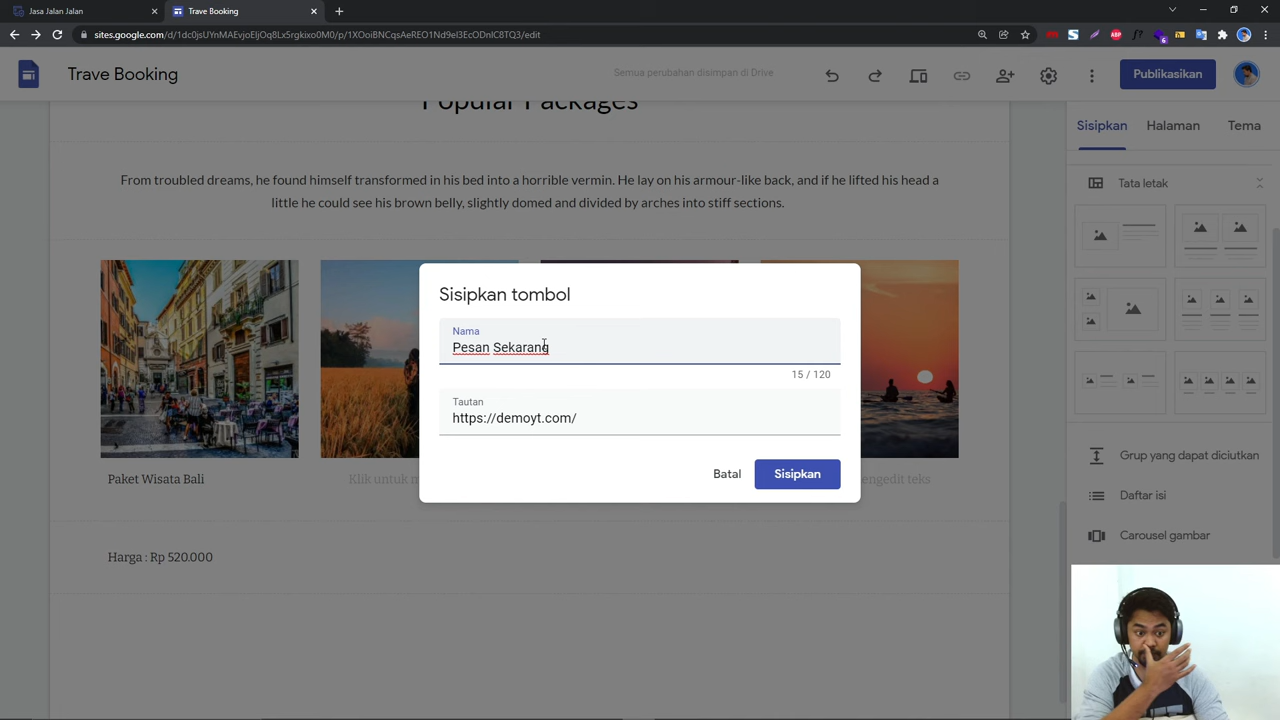 Jasa Jalan Jalan
Trave Booking
sites.google.com/d/1dc0jsUYnMAEvjoEljOq8LxSrgkixo0M0/p/1XOoiBNCqsAeREO1Nd9eI3EcODnlC8TQ3/edit
Trave Booking
Semua perubahan disimpan di Drive
Publikasikan
Popular Packages
Sisipkan
Halaman
Tema
Tata letak
From troubled dreams, he found himself transformed in his bed into a horrible vermin. He lay on his armour-like back, and if he lifted his head a
little he could see his brown belly, slightly domed and divided by arches into stiff sections.
Sisipkan tombol
Nama
Pesan Sekarang
15 / 120
Tautan
https://demoyt.com/
Batal
Sisipkan
Paket Wisata Bali
Klik untuk
teks
Harga : Rp 520.000
Grup yang dapat diciutkan
Daftar isi
Carousel gambar